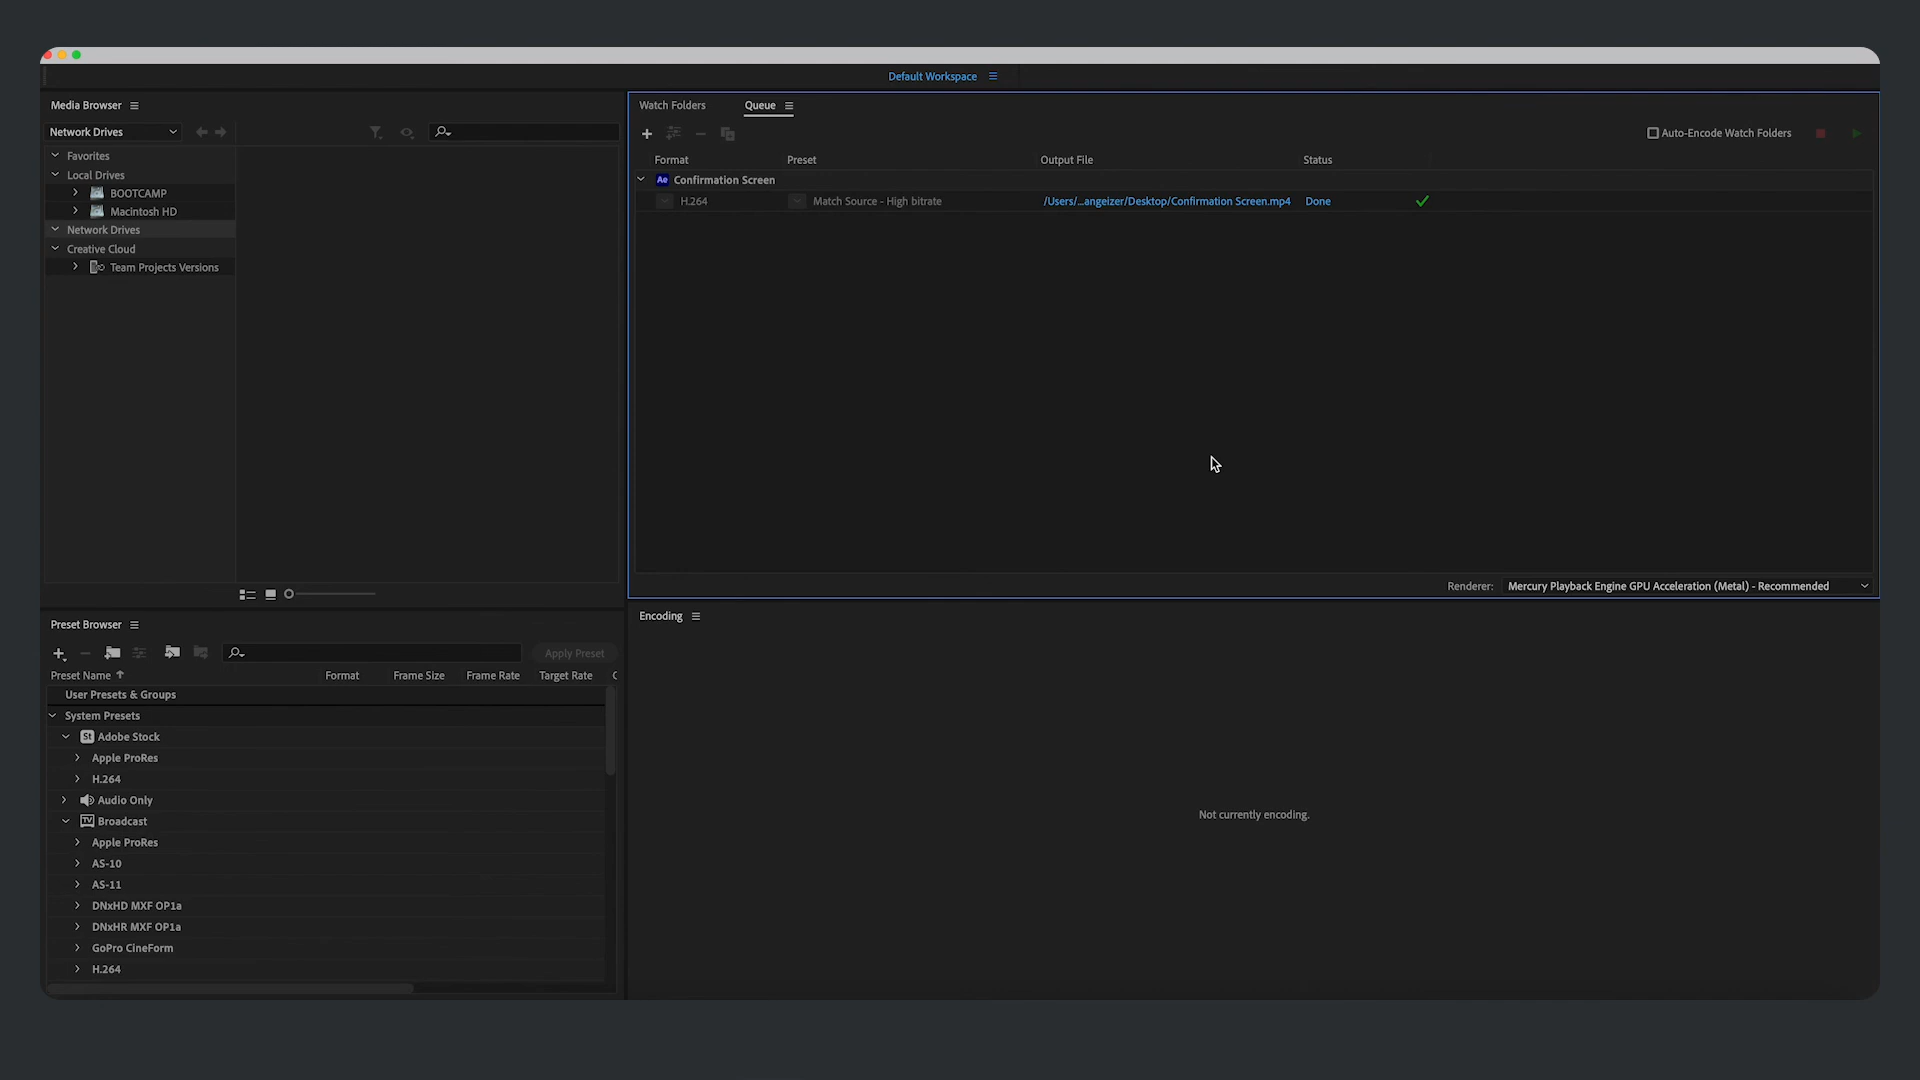 Default Workspace
Media Browser
Network Drives
Favorites
Local Drives
BOOTCAMP
Macintosh HD
Network Drives
Creative Cloud
Team Projects Versions
Watch Folders
Queue
Auto-Encode Watch Folders
Format Preset Output File Status
Ae Confirmation Screen
H.264 Match Source - High bitrate /Users/...angeizer/Desktop/Confirmation Screen.mp4 Done
Renderer: Mercury Playback Engine GPU Acceleration (Metal) - Recommended
Preset Browser
Apply Preset
Preset Name Format Frame Size Frame Rate Target Rate C
User Presets & Groups
System Presets
St Adobe Stock
Apple ProRes
H.264
Audio Only
TV Broadcast
Apple ProRes
AS-10
AS-11
DNxHD MXF OP1a
DNxHR MXF OP1a
GoPro CineForm
H.264
Encoding
Not currently encoding.